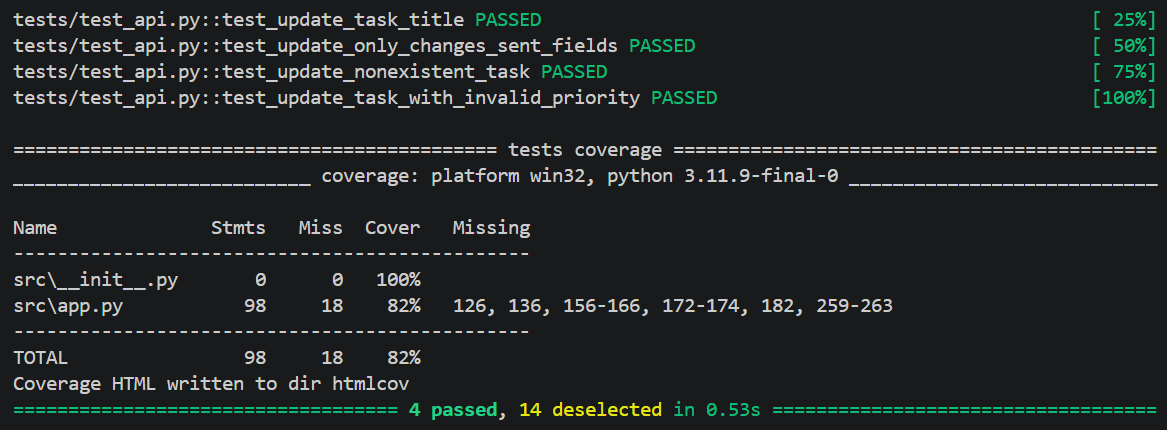 tests/test_api.py::test_update_task_title PASSED [ 25%]
tests/test_api.py::test_update_only_changes_sent_fields PASSED [ 50%]
tests/test_api.py::test_update_nonexistent_task PASSED [ 75%]
tests/test_api.py::test_update_task_with_invalid_priority PASSED [100%]
============================================ tests coverage ============================================
___________________________ coverage: platform win32, python 3.11.9-final-0 ____________________________
Name              Stmts   Miss  Cover   Missing
-----------------------------------------------
src\__init__.py       0      0   100%
src\app.py           98     18    82%   126, 136, 156-166, 172-174, 182, 259-263
-----------------------------------------------
TOTAL                98     18    82%
Coverage HTML written to dir htmlcov
=================================== 4 passed, 14 deselected in 0.53s ===================================